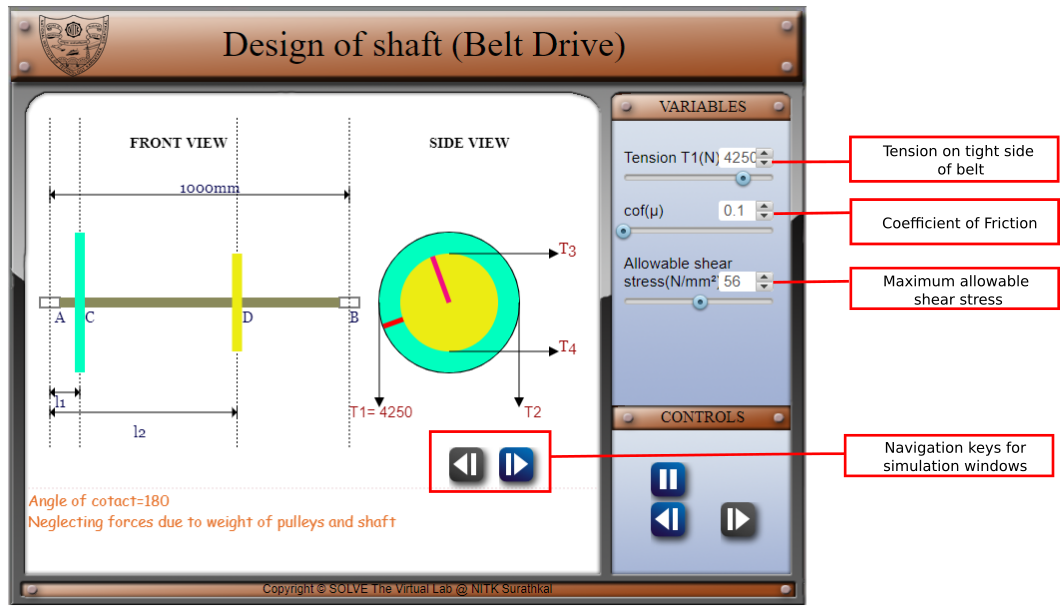 Design of shaft (Belt Drive)
FRONT VIEW
SIDE VIEW
1000mm
A
C
D
B
l1
l2
T3
T4
T1= 4250
T2
Angle of cotact=180
Neglecting forces due to weight of pulleys and shaft
VARIABLES
Tension T1(N) 4250
cof(μ) 0.1
Allowable shear
stress(N/mm² 56
CONTROLS
Tension on tight side
of belt
Coefficient of Friction
Maximum allowable
shear stress
Navigation keys for
simulation windows
Copyright © SOLVE The Virtual Lab @ NITK Surathkal